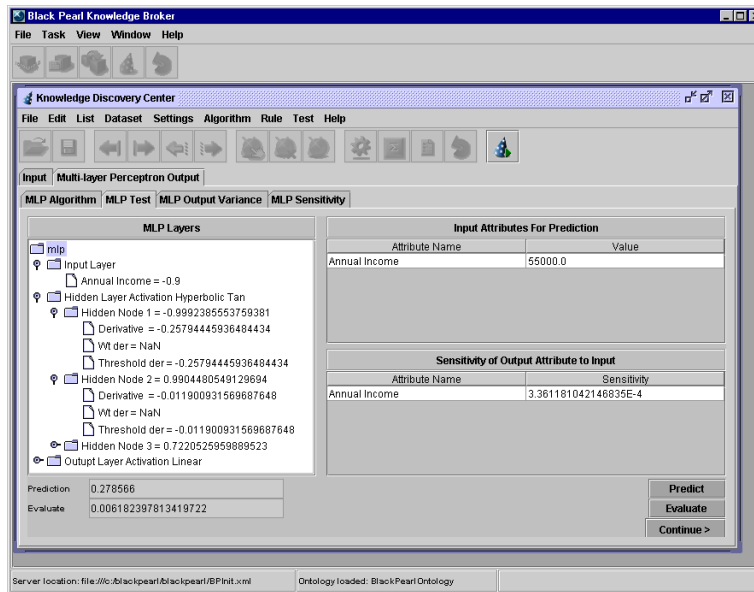 Black Pearl Knowledge Broker
File Task View Window Help
Knowledge Discovery Center
File Edit List Dataset Settings Algorithm Rule Test Help
Input Multi-layer Perceptron Output
MLP Algorithm MLP Test MLP Output Variance MLP Sensitivity
MLP Layers
mlp
Input Layer
Annual Income = -0.9
Hidden Layer Activation Hyperbolic Tan
Hidden Node 1 = -0.9992385553759381
Derivative = -0.25794445936484434
Wt der = NaN
Threshold der = -0.25794445936484434
Hidden Node 2 = 0.9904480549129694
Derivative = -0.011900931569687648
Wt der = NaN
Threshold der = -0.011900931569687648
Hidden Node 3 = 0.7220525959889523
Outupt Layer Activation Linear
Input Attributes For Prediction
Attribute Name Value
Annual Income 55000.0
Sensitivity of Output Attribute to Input
Attribute Name Sensitivity
Annual Income 3.361181042146835E-4
Prediction 0.278566
Evaluate 0.006182397813419722
Predict
Evaluate
Continue >
Server location: file:///c:/blackpearl/blackpearl/BPInit.xml Ontology loaded: BlackPearlOntology